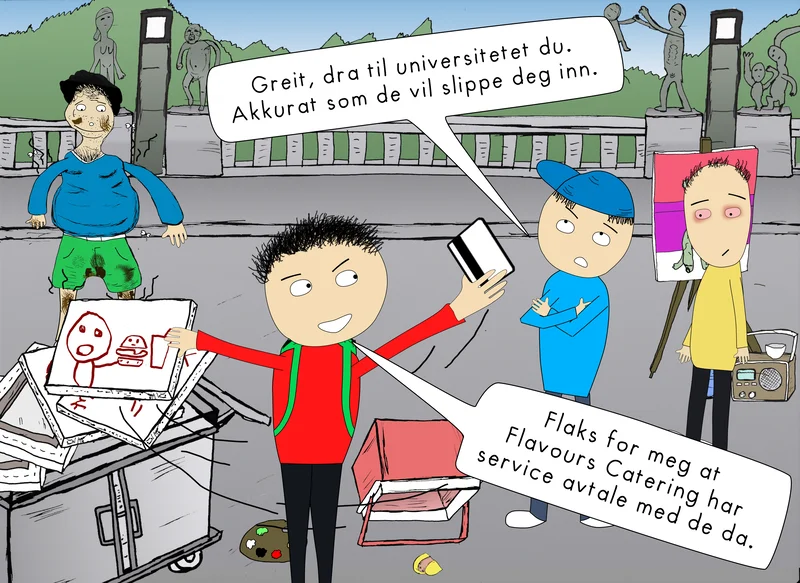 Greit, dra til universitetet du.
Akkurat som de vil slippe deg inn.
Flaks for meg at
Flavours Catering har
service avtale med de da.